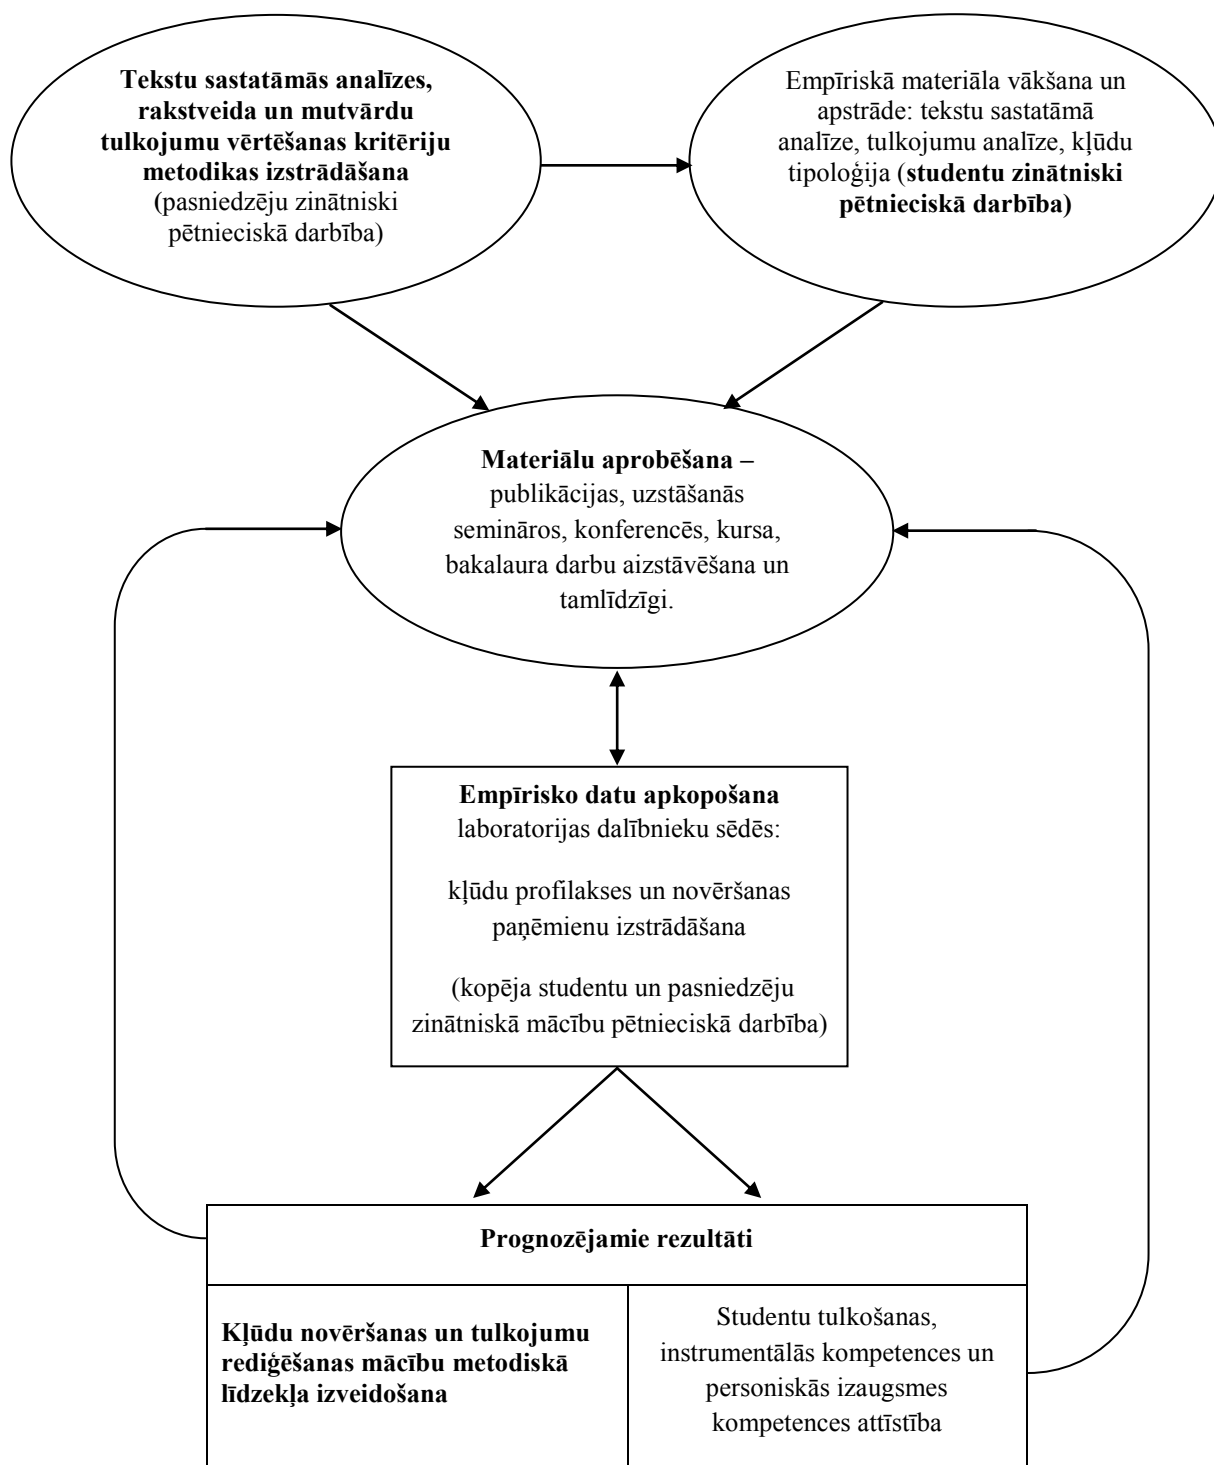 Tekstu sastatāmās analīzes,
rakstveida un mutvārdu
tulkojumu vērtēšanas kritēriju
metodikas izstrādāšana
(pasniedzēju zinātniski
pētnieciskā darbība)
Empīriskā materiāla vākšana un
apstrāde: tekstu sastatāmā
analīze, tulkojumu analīze, kļūdu
tipoloģija (studentu zinātniski
pētnieciskā darbība)
Materiālu aprobēšana –
publikācijas, uzstāšanās
semināros, konferencēs, kursa,
bakalaura darbu aizstāvēšana un
tamlīdzīgi.
Empīrisko datu apkopošana
laboratorijas dalībnieku sēdēs:
kļūdu profilakses un novēršanas
paņēmienu izstrādāšana
(kopēja studentu un pasniedzēju
zinātniskā mācību pētnieciskā darbība)
Prognozējamie rezultāti
Kļūdu novēršanas un tulkojumu
rediģēšanas mācību metodiskā
līdzekļa izveidošana
Studentu tulkošanas,
instrumentālās kompetences un
personiskās izaugsmes
kompetences attīstība